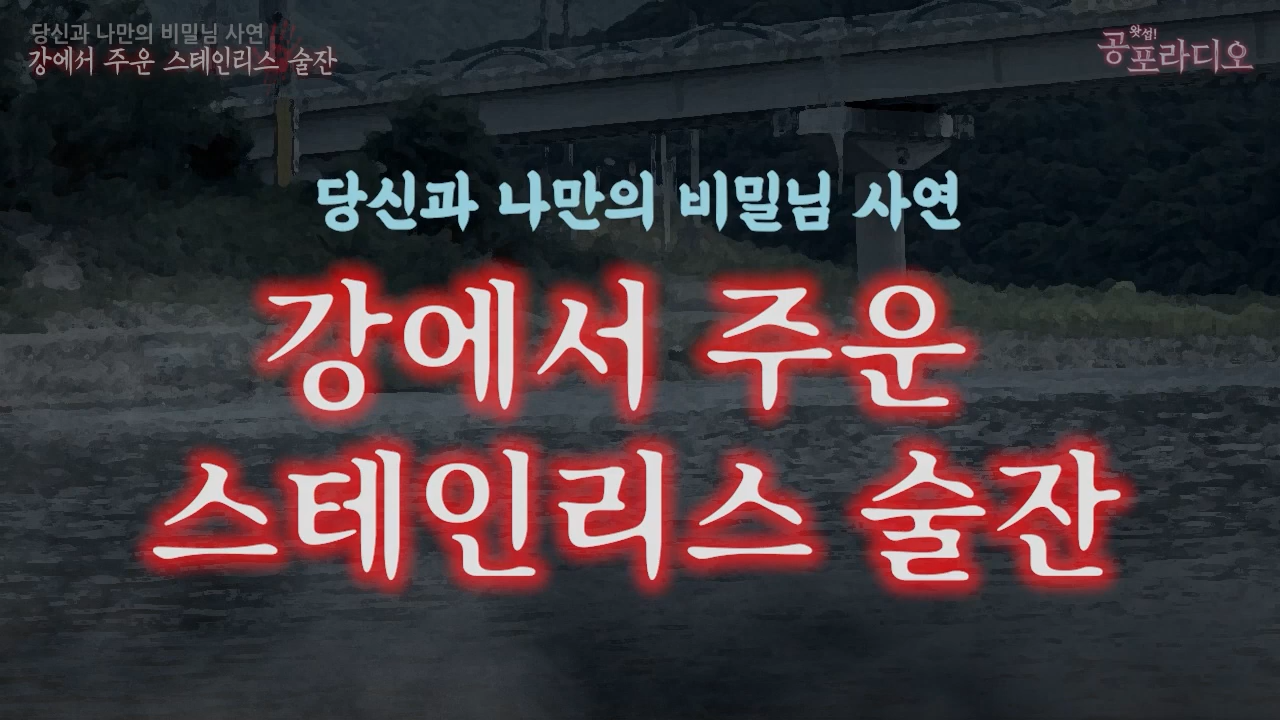 당신과 나만의 비밀님 사연
강에서 주운 스테인리스 술잔
왓섭!
공포라디오
당신과 나만의 비밀님 사연
강에서 주운
스테인리스 술잔